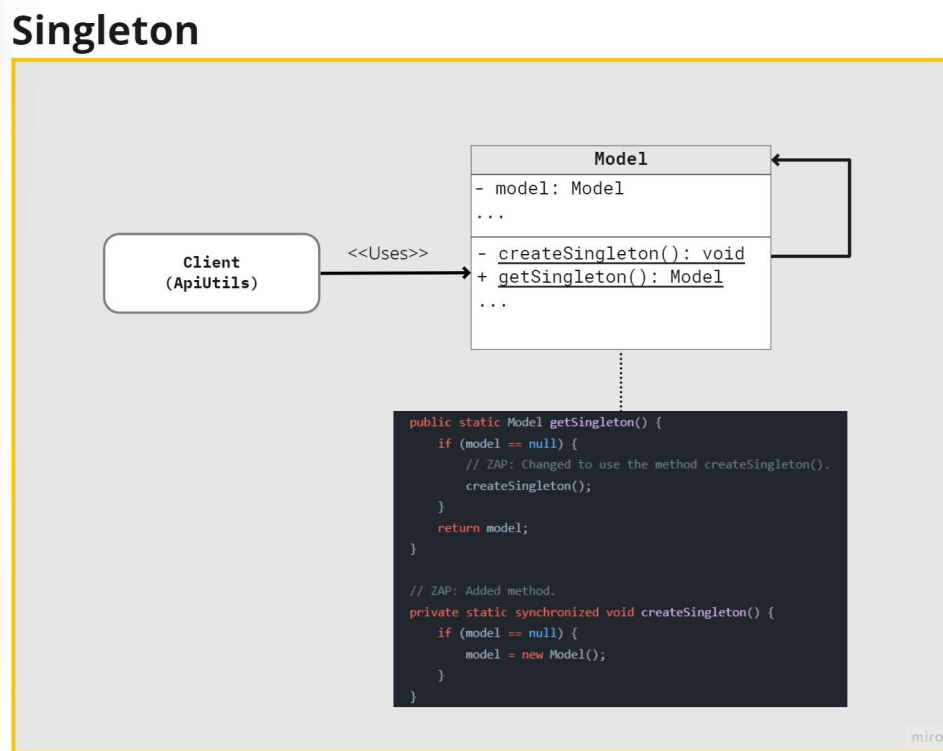 Singleton
Model
- model: Model
...
Client
(ApiUtils)
<<Uses>>
- createSingleton(): void
+ getSingleton(): Model
...
public static Model getSingleton() {
    if (model == null) {
        // ZAP: Changed to use the method createSingleton().
        createSingleton();
    }
    return model;
}
// ZAP: Added method.
private static synchronized void createSingleton() {
    if (model == null) {
        model = new Model();
    }
}
miro